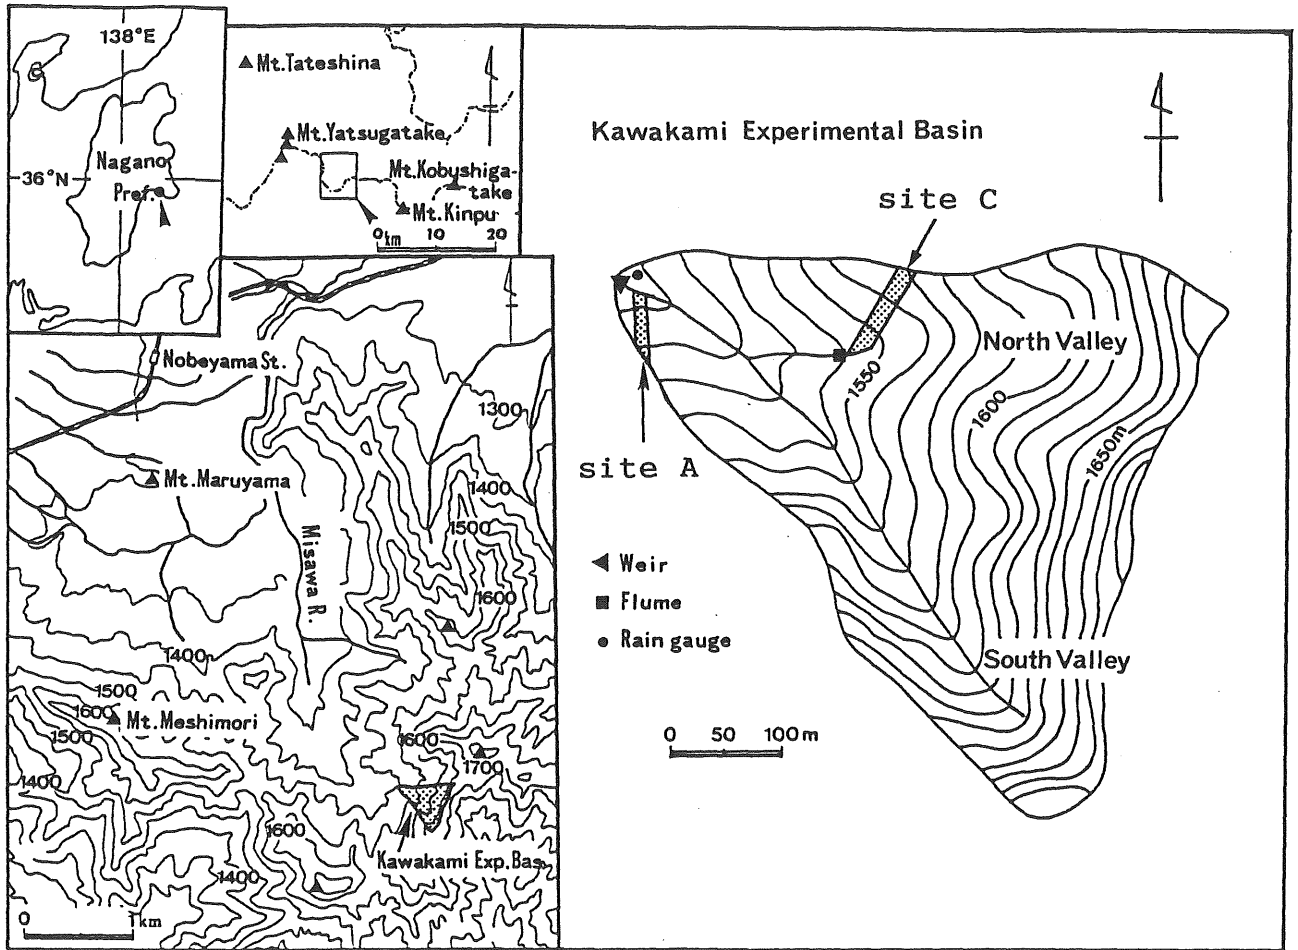 138°E
36°N
Nagano
Pref.
Mt.Tateshina
Mt.Yatsugatake
Mt.Kobushiga-
take
Mt.Kinpu
0km 10 20
Nobeyama St.
Mt.Maruyama
Misawa R.
1300
1400
1500
1600
1400
1500
1600
Mt.Meshimori
1500
1400
1600
1700
1600
1400
Kawakami Exp.Bas.
0 1km
Kawakami Experimental Basin
site C
North Valley
1550
1600
1650m
site A
Weir
Flume
Rain gauge
South Valley
0 50 100m